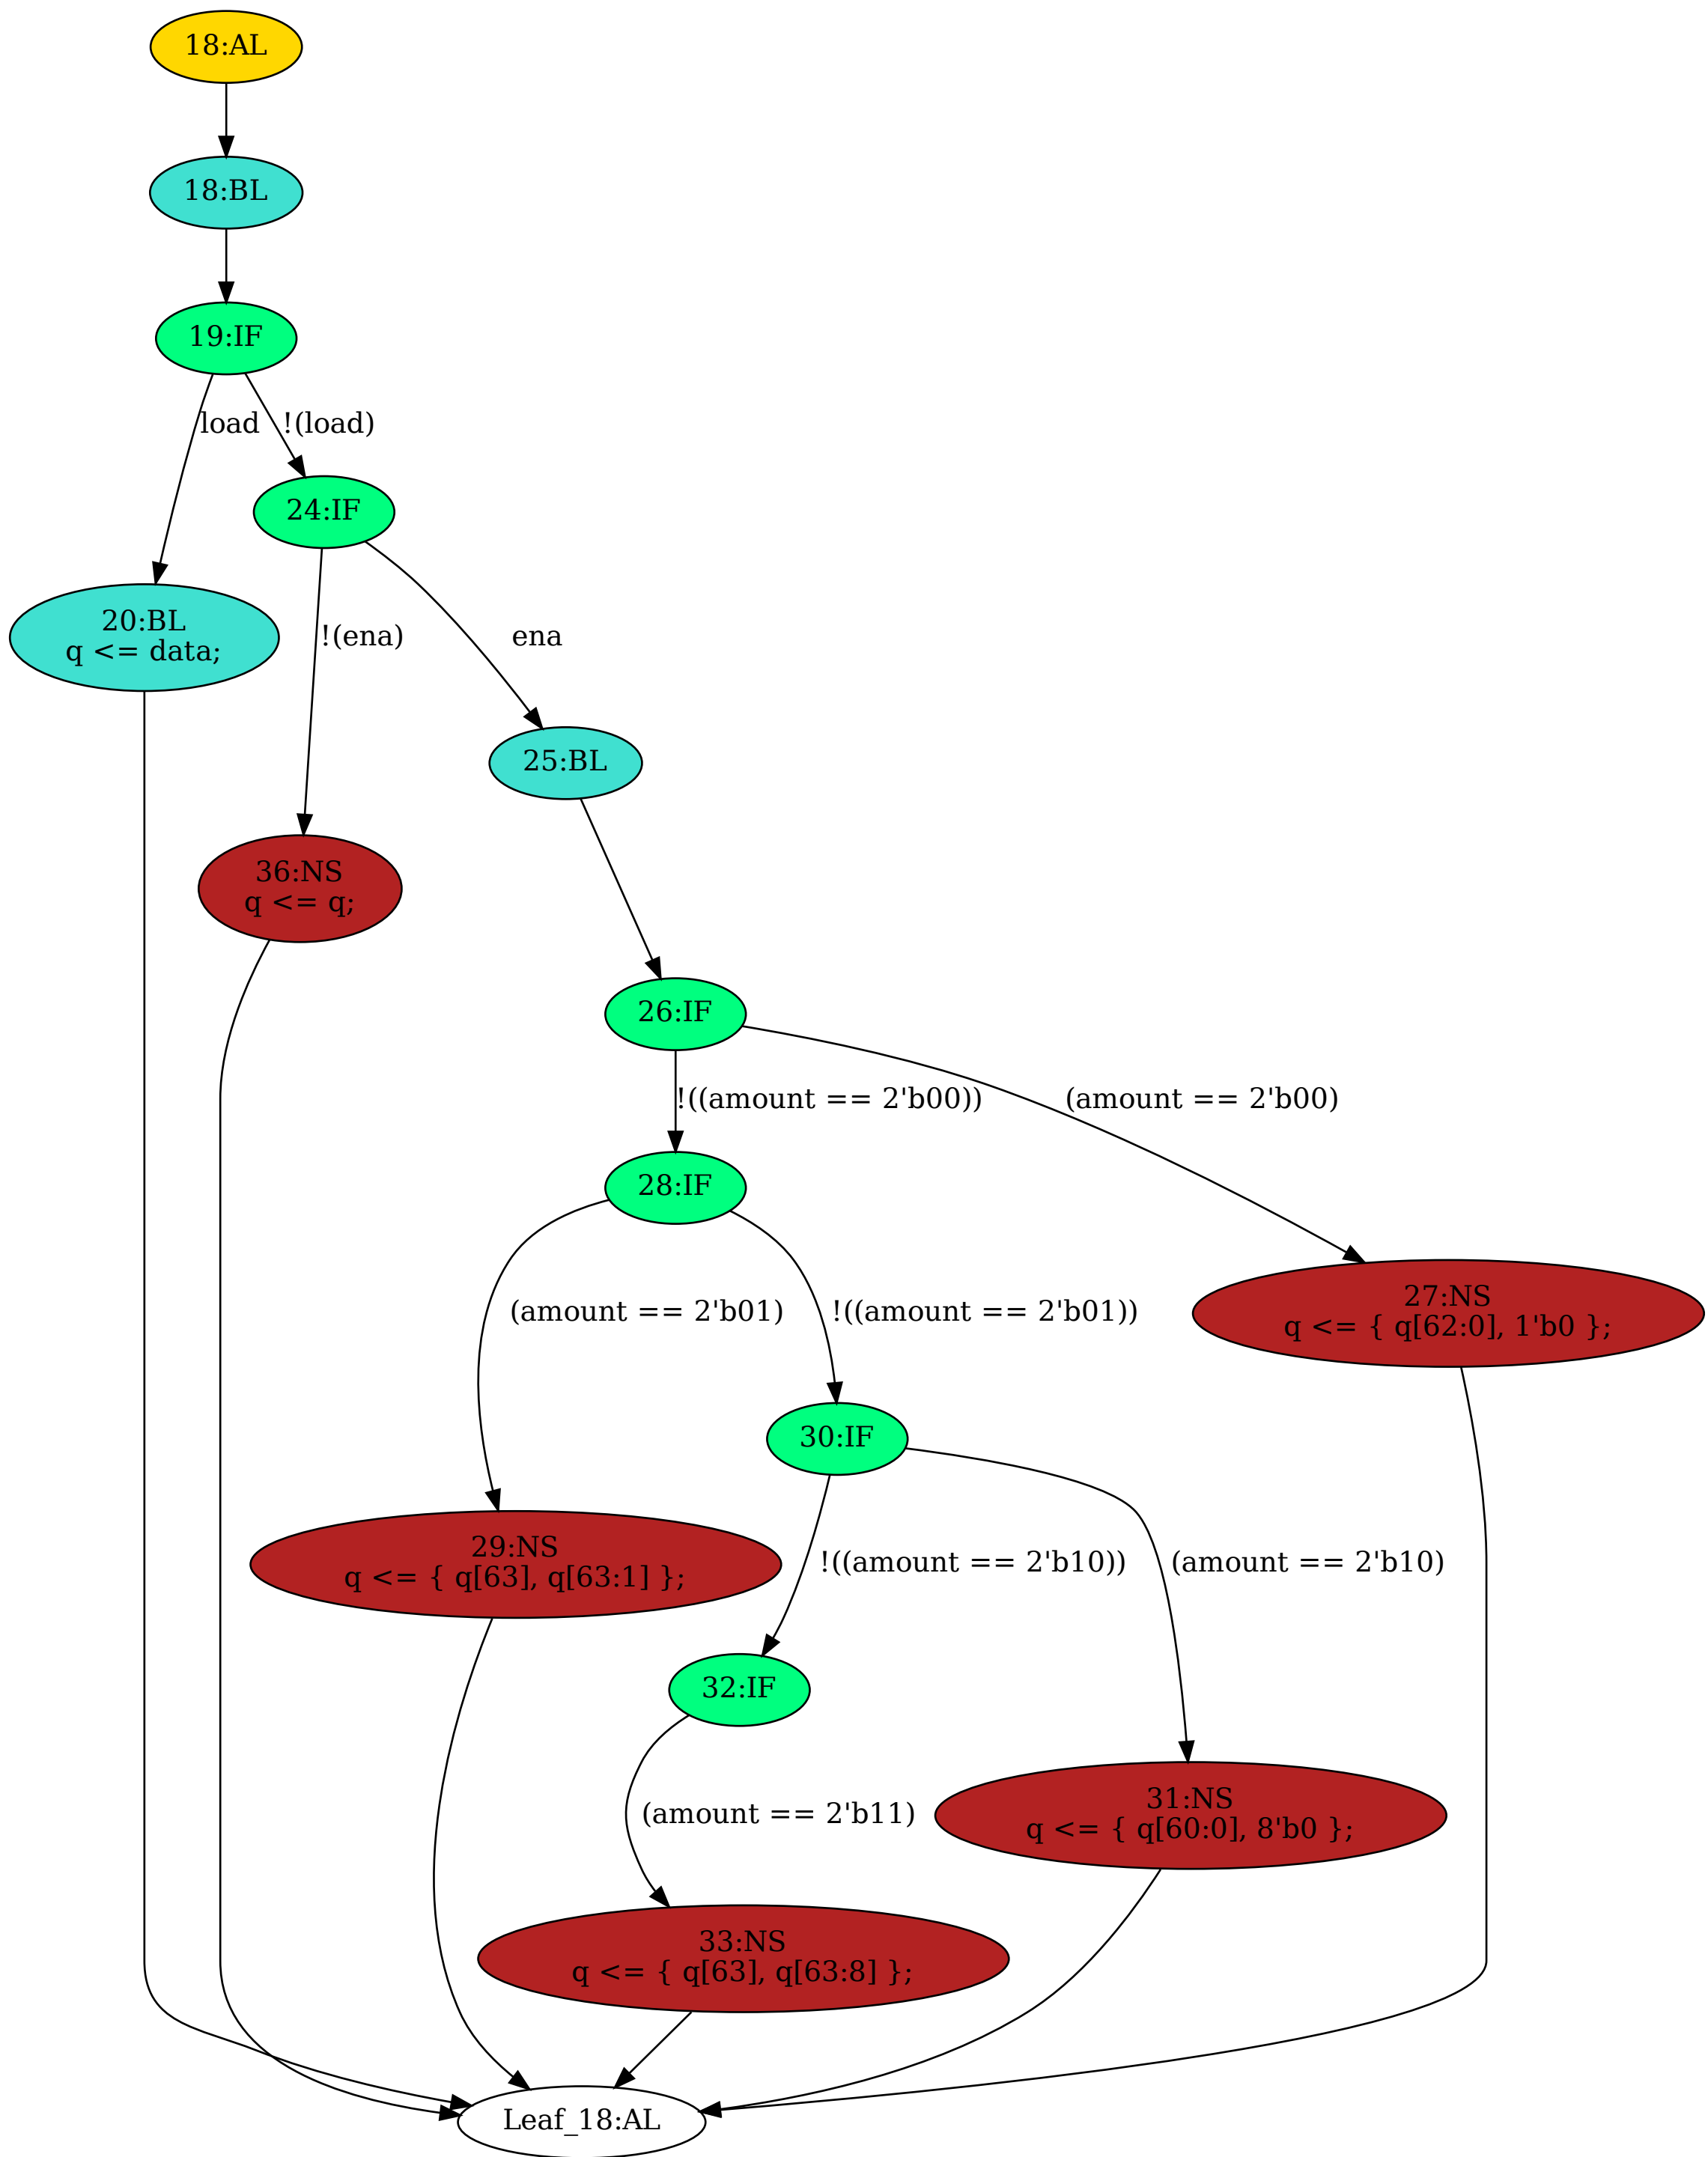 18:AL
18:BL
19:IF
load
!(load)
24:IF
20:BL
q <= data;
!(ena)
ena
25:BL
36:NS
q <= q;
26:IF
!((amount == 2'b00))
(amount == 2'b00)
28:IF
(amount == 2'b01)
!((amount == 2'b01))
27:NS
q <= { q[62:0], 1'b0 };
30:IF
29:NS
q <= { q[63], q[63:1] };
!((amount == 2'b10))
(amount == 2'b10)
32:IF
(amount == 2'b11)
31:NS
q <= { q[60:0], 8'b0 };
33:NS
q <= { q[63], q[63:8] };
Leaf_18:AL